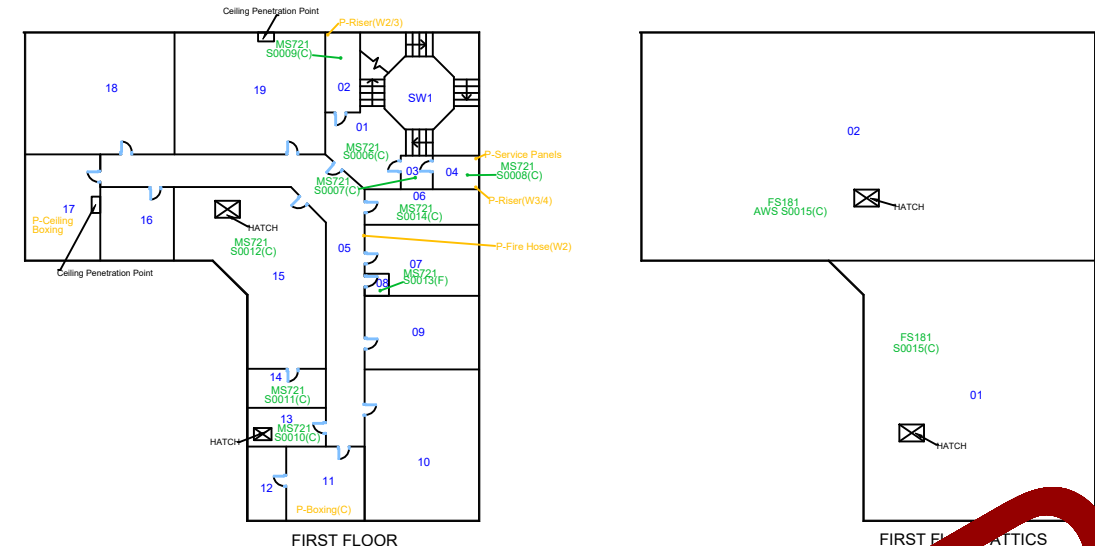 Ceiling Penetration Point
P-Riser(W2/3)
MS721
S0009(C)
18
19
02
SW1
01
MS721
S0006(C)
P-Service Panels
03
04
MS721
S0008(C)
MS721
S0007(C)
P-Riser(W3/4)
06
MS721
S0014(C)
17
P-Ceiling
Boxing
16
HATCH
MS721
S0012(C)
05
P-Fire Hose(W2)
Ceiling Penetration Point
15
07
MS721
S0013(F)
08
09
14
MS721
S0011(C)
13
MS721
S0010(C)
HATCH
10
12
11
P-Boxing(C)
FIRST FLOOR
02
FS181
AWS S0015(C)
HATCH
FS181
S0015(C)
01
HATCH
FIRST ATTICS